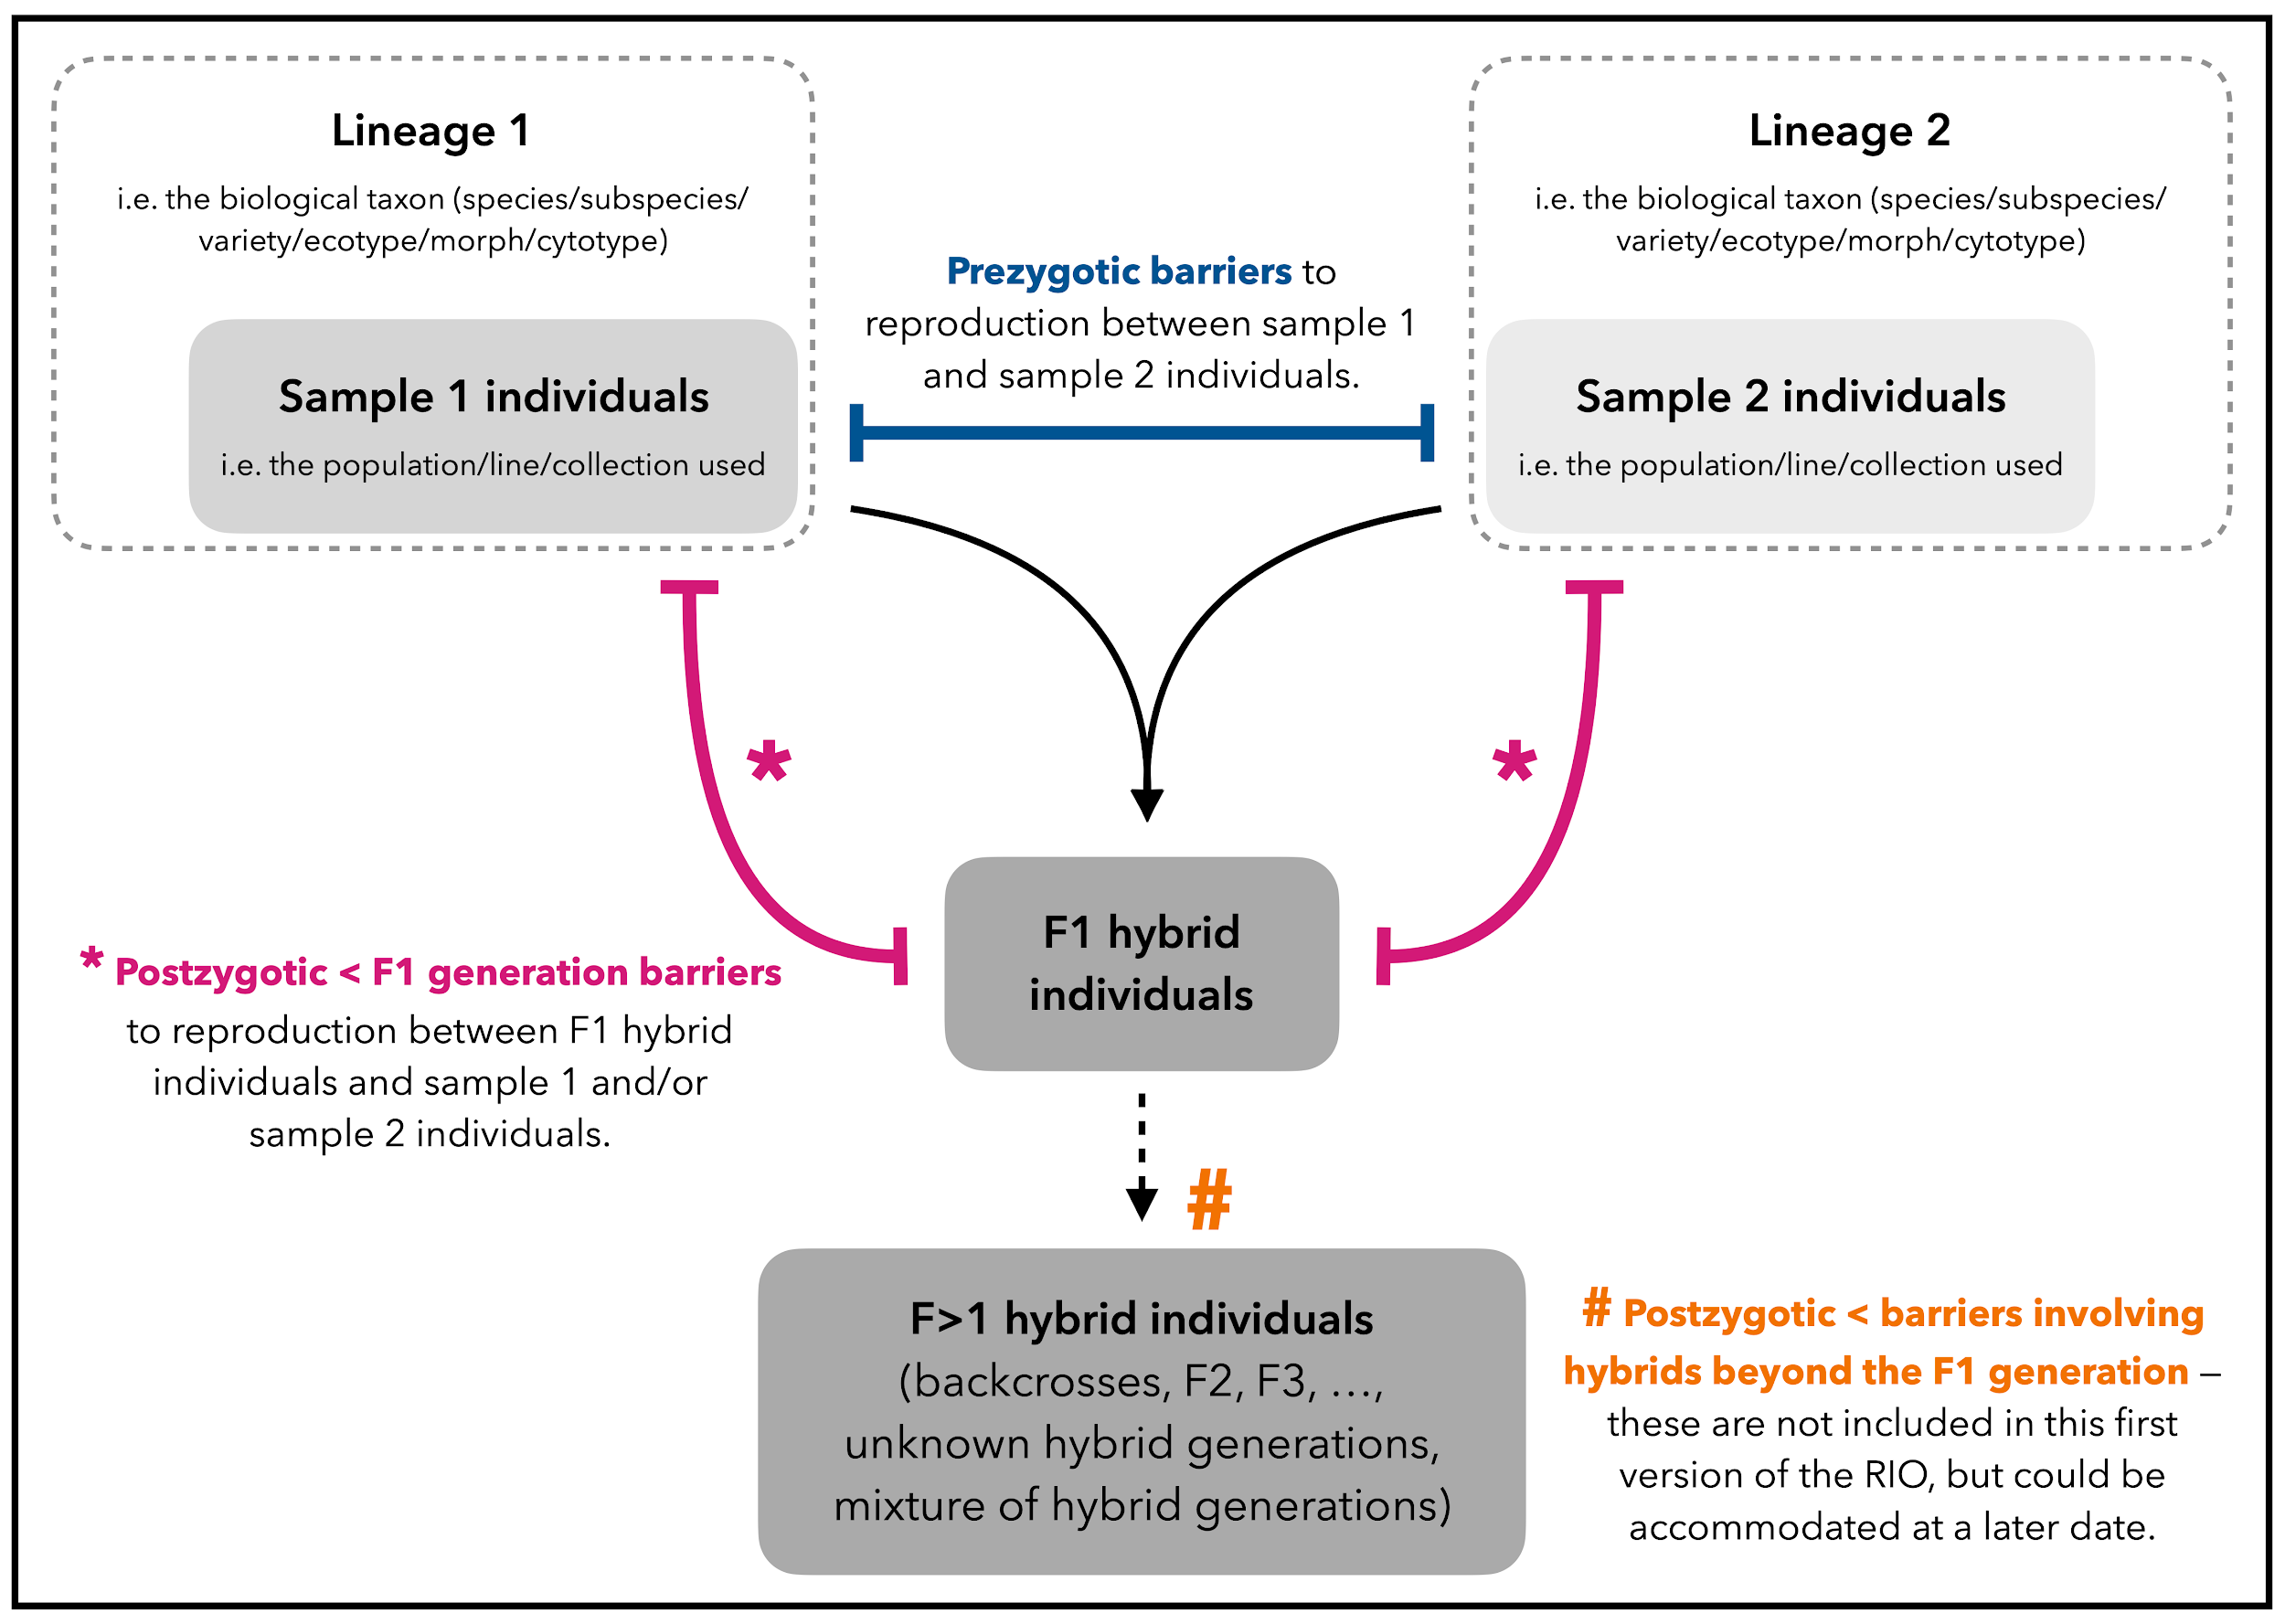 Lineage 1
i.e. the biological taxon (species/subspecies/
variety/ecotype/morph/cytotype)
Sample 1 individuals
i.e. the population/line/collection used
Prezygotic barriers to
reproduction between sample 1
and sample 2 individuals.
Lineage 2
i.e. the biological taxon (species/subspecies/
variety/ecotype/morph/cytotype)
Sample 2 individuals
i.e. the population/line/collection used
*
*
F1 hybrid
individuals
* Postzygotic < F1 generation barriers
to reproduction between F1 hybrid
individuals and sample 1 and/or
sample 2 individuals.
#
F>1 hybrid individuals
(backcrosses, F2, F3, …,
unknown hybrid generations,
mixture of hybrid generations)
# Postzygotic < barriers involving
hybrids beyond the F1 generation –
these are not included in this first
version of the RIO, but could be
accommodated at a later date.